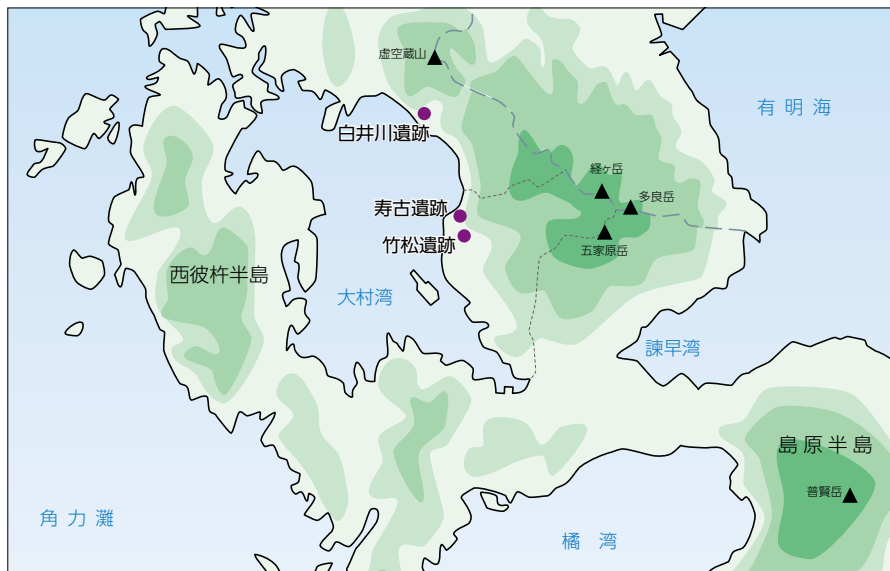 虚空蔵山
有明海
白井川遺跡
経ヶ岳
多良岳
寿古遺跡
竹松遺跡
五家原岳
西彼杵半島
大村湾
諫早湾
島原半島
普賢岳
角力灘
橘湾